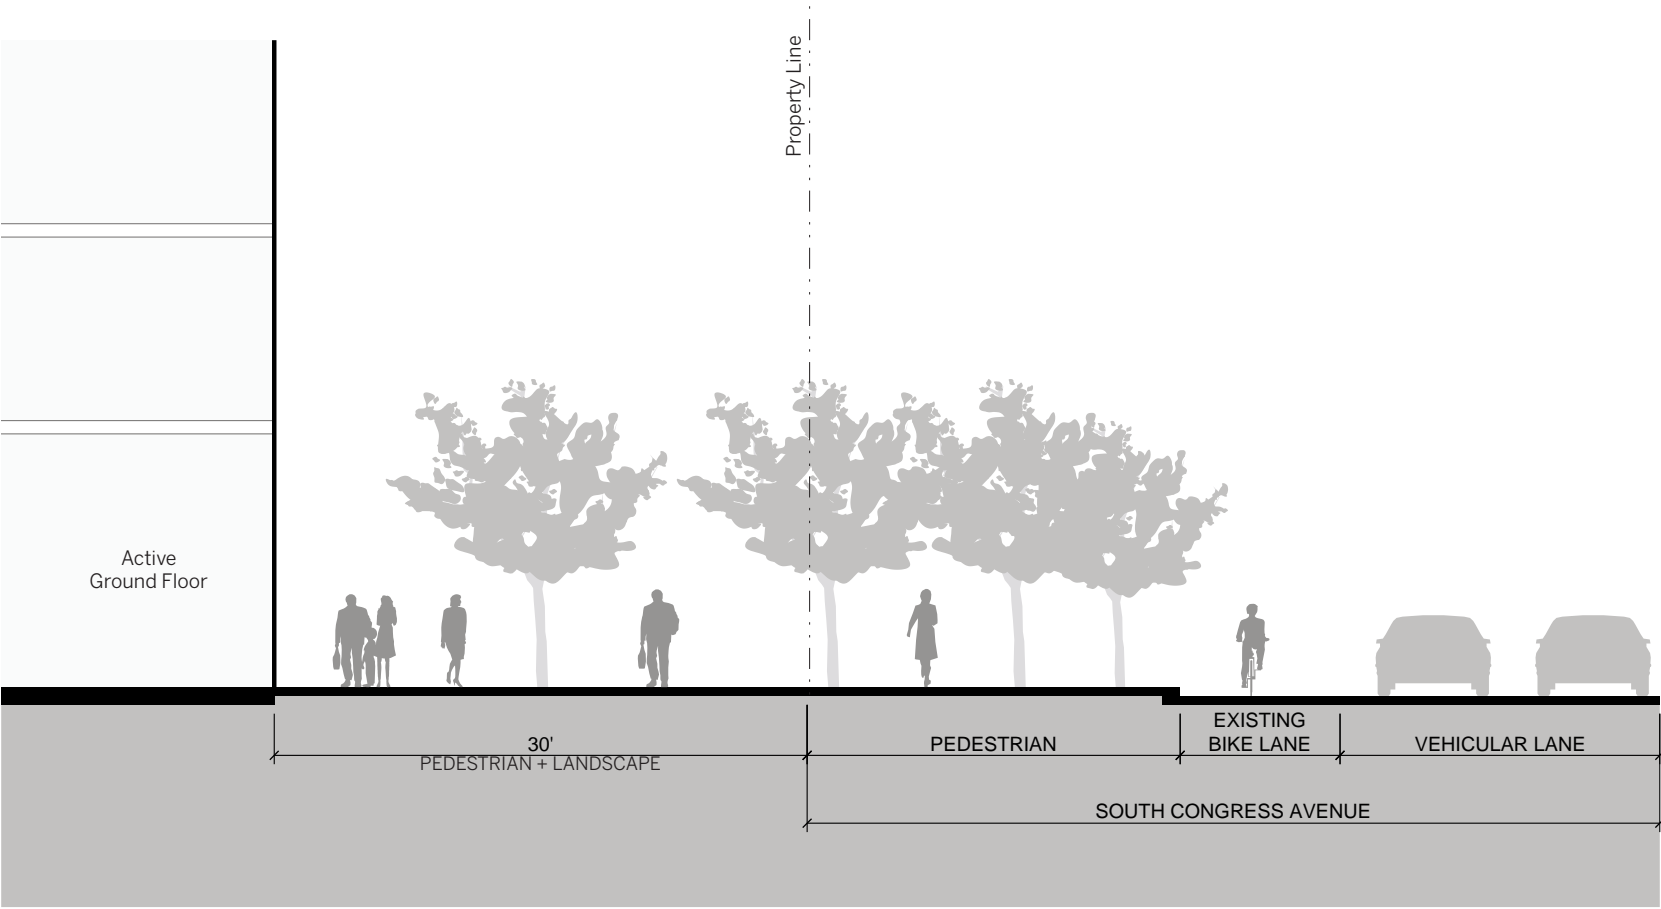 Property Line
Active
Ground Floor
30'
PEDESTRIAN + LANDSCAPE
PEDESTRIAN
EXISTING
BIKE LANE
VEHICULAR LANE
SOUTH CONGRESS AVENUE